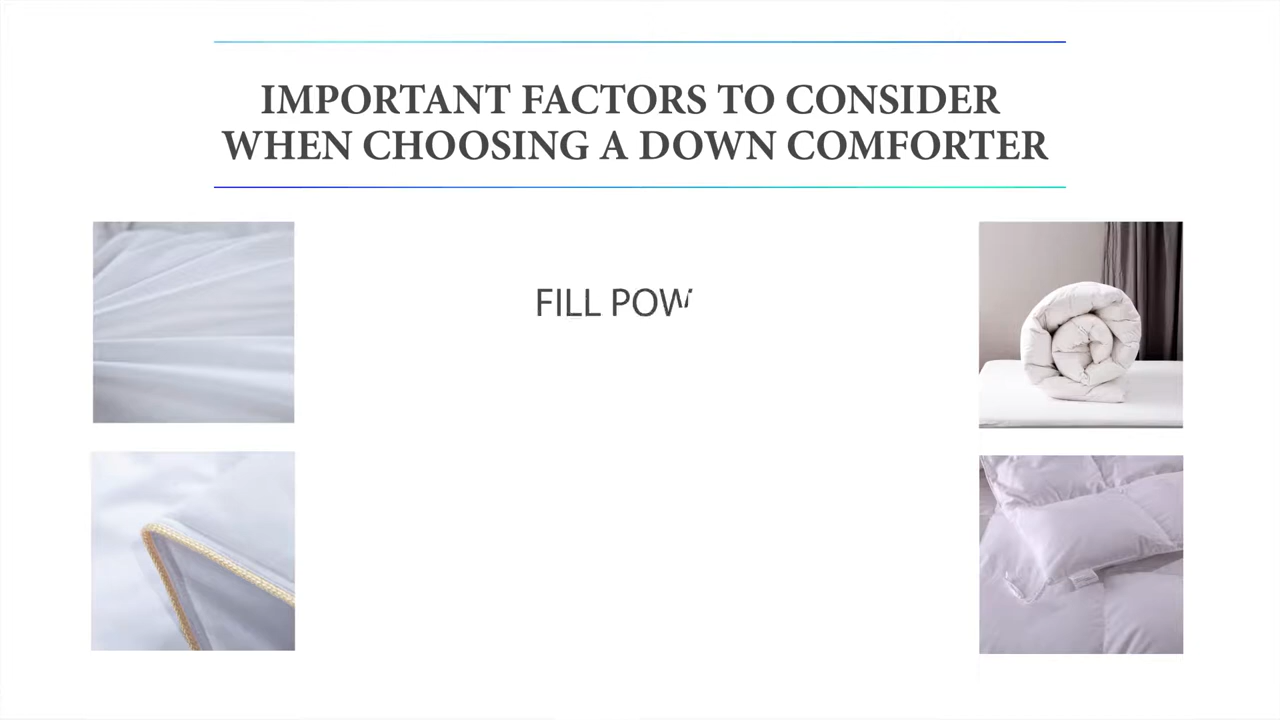 IMPORTANT FACTORS TO CONSIDER
WHEN CHOOSING A DOWN COMFORTER
FILL POW